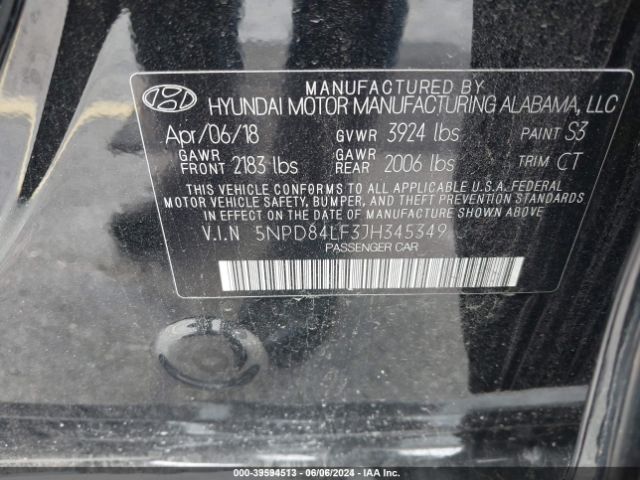 MANUFACTURED BY
HYUNDAI MOTOR MANUFACTURING ALABAMA, LLC
Apr/06/18 GVWR 3924 lbs PAINT S3
GAWR FRONT 2183 lbs GAWR REAR 2006 lbs TRIM CT
THIS VEHICLE CONFORMS TO ALL APPLICABLE U.S.A. FEDERAL
MOTOR VEHICLE SAFETY, BUMPER, AND THEFT PREVENTION STANDARDS
IN EFFECT ON THE DATE OF MANUFACTURE SHOWN ABOVE.
V.I.N 5NPD84LF3JH345349
PASSENGER CAR
000-39594513 - 06/06/2024 - IAA Inc.